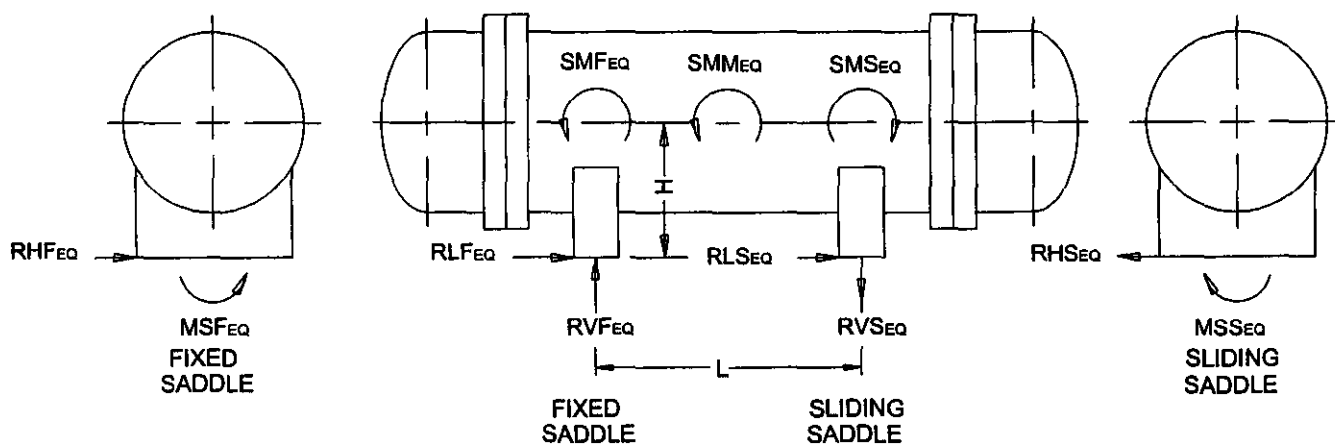 SMFEQ SMMEQ SMSEQ
H
RHFEQ RLFEQ RLSEQ RHSEQ
MSFEQ RVFEQ RVSEQ MSSEQ
FIXED
SADDLE
L
SLIDING
SADDLE
FIXED
SADDLE
SLIDING
SADDLE